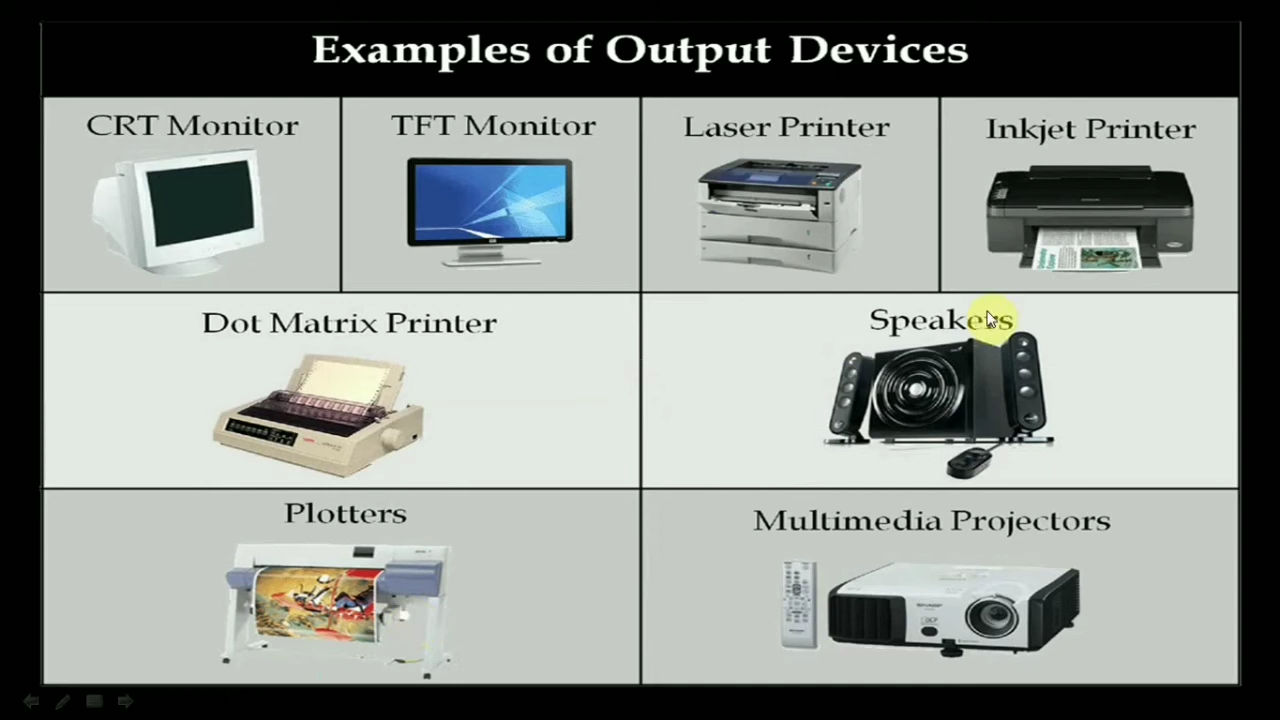 Examples of Output Devices
CRT Monitor
TFT Monitor
Laser Printer
Inkjet Printer
Dot Matrix Printer
Speakers
Plotters
Multimedia Projectors
SHARP